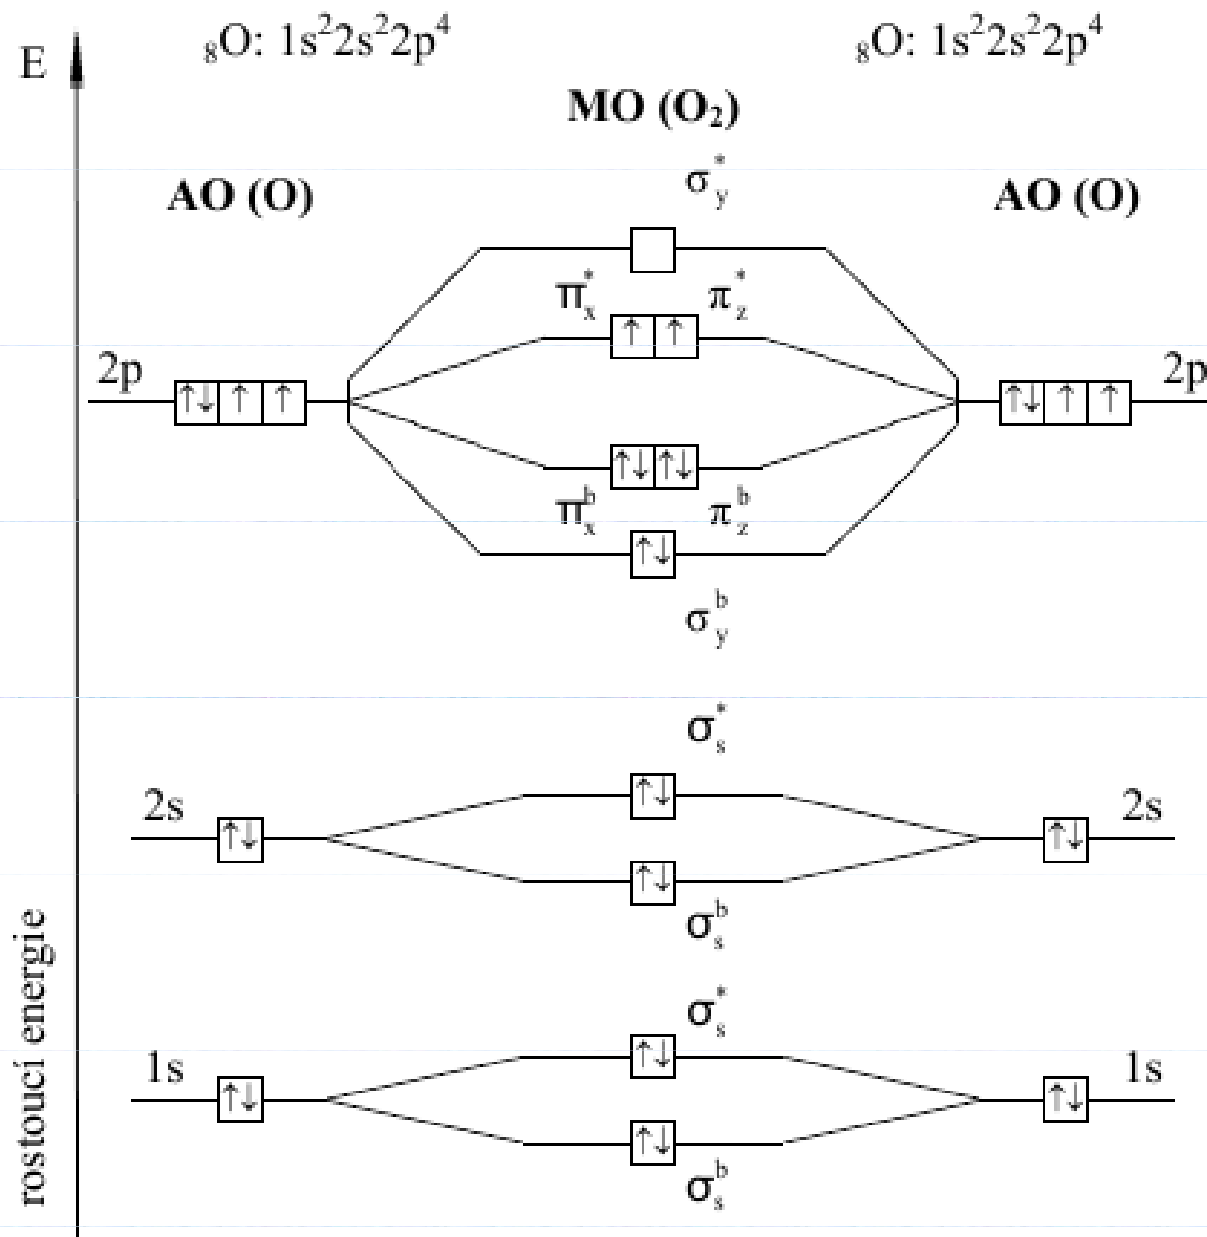 E
₈O: 1s²2s²2p⁴ ₈O: 1s²2s²2p⁴
MO (O₂)
AO (O) AO (O)
σ*y
π*x π*z
2p 2p
↑↓ ↑ ↑ ↑ ↑ ↑↓ ↑ ↑
↑↓ ↑↓
πᵇx πᵇz
↑↓
σᵇy
σ*s
2s 2s
↑↓ ↑↓ ↑↓
↑↓
σᵇs
σ*s
1s 1s
↑↓ ↑↓ ↑↓
↑↓
σᵇs
rostoucí energie